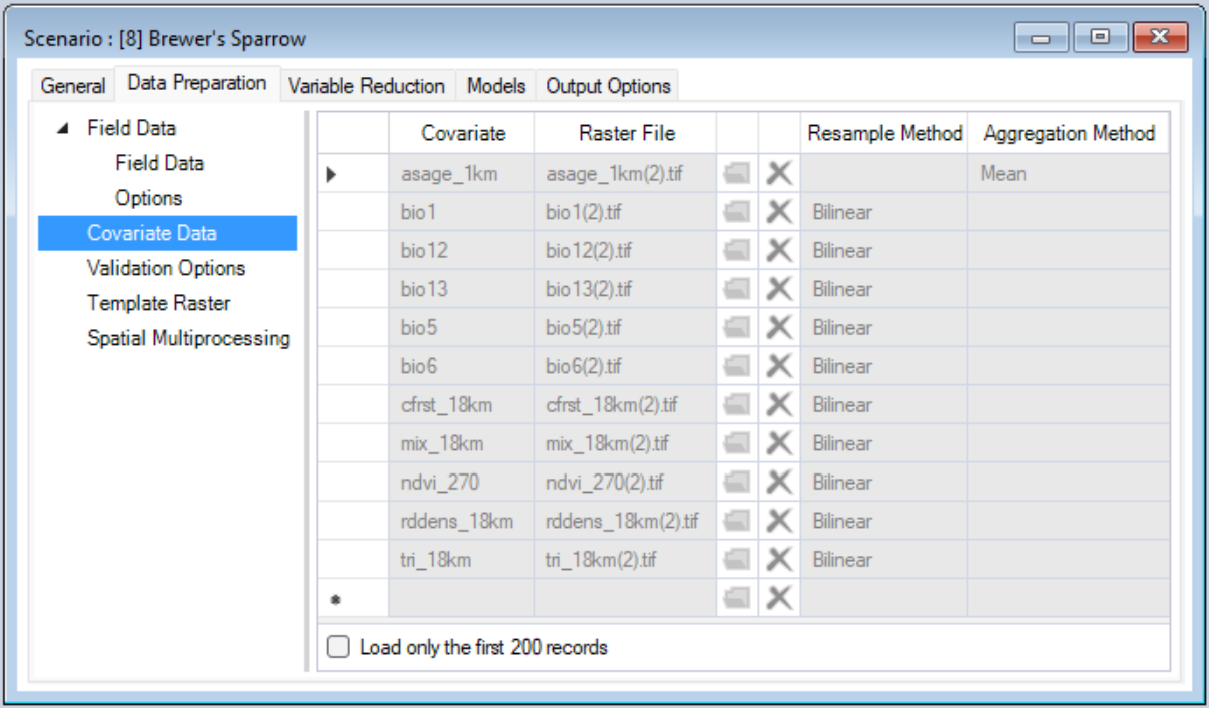 Scenario : [8] Brewer's Sparrow
General Data Preparation Variable Reduction Models Output Options
Field Data
Field Data
Options
Covariate Data
Validation Options
Template Raster
Spatial Multiprocessing
Covariate Raster File Resample Method Aggregation Method
asage_1km asage_1km(2).tif Mean
bio1 bio1(2).tif Bilinear
bio12 bio12(2).tif Bilinear
bio13 bio13(2).tif Bilinear
bio5 bio5(2).tif Bilinear
bio6 bio6(2).tif Bilinear
cfrst_18km cfrst_18km(2).tif Bilinear
mix_18km mix_18km(2).tif Bilinear
ndvi_270 ndvi_270(2).tif Bilinear
rddens_18km rddens_18km(2).tif Bilinear
tri_18km tri_18km(2).tif Bilinear
Load only the first 200 records